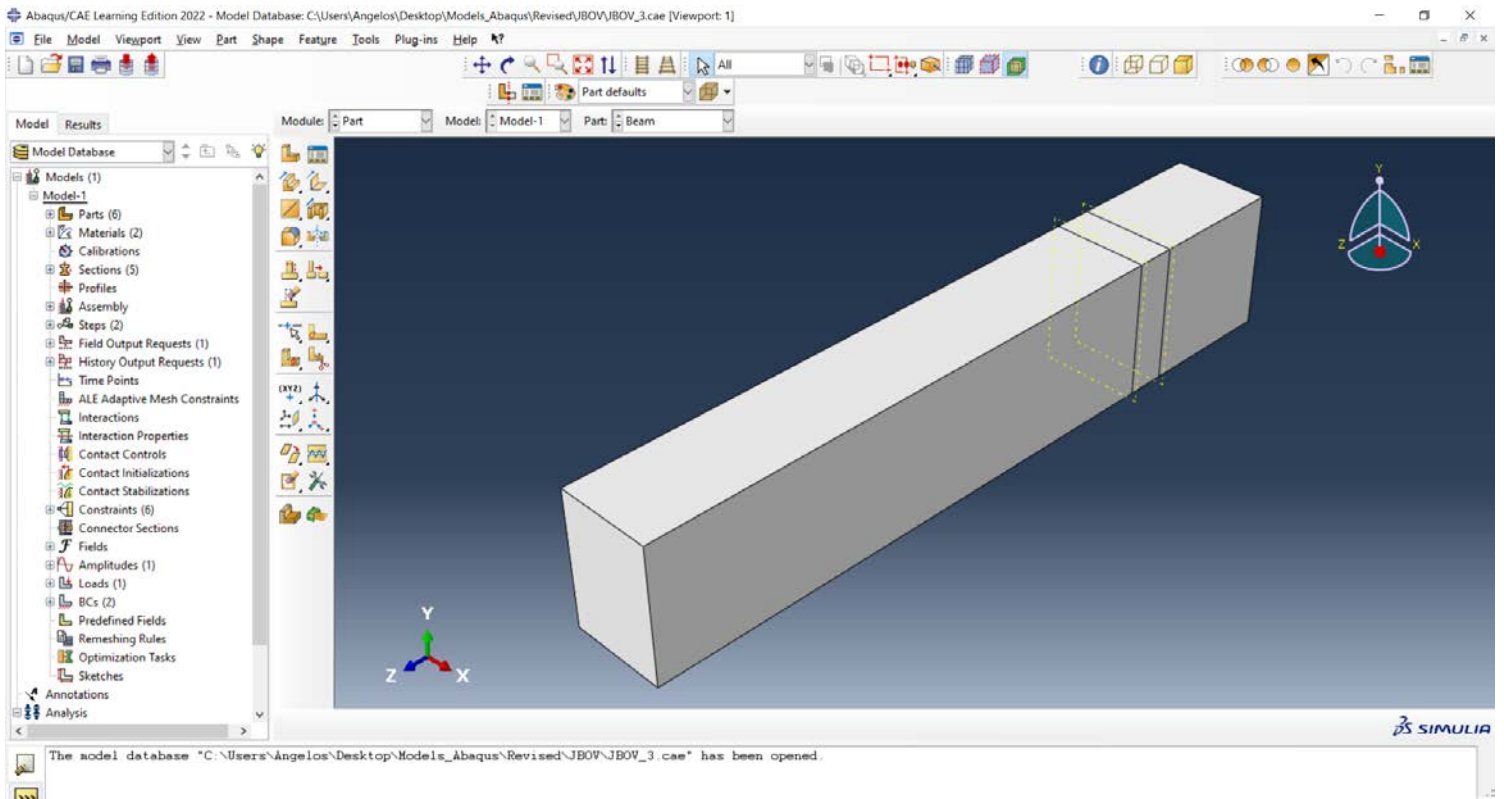 Abaqus/CAE Learning Edition 2022 - Model Database: C:\Users\Angelos\Desktop\Models_Abaqus\Revised\JBOV\JBOV_3.cae [Viewport: 1]
File Model Viewport View Part Shape Feature Tools Plug-ins Help
All
Part defaults
Model Results
Module: Part Model: Model-1 Part: Beam
Model Database
Models (1)
Model-1
Parts (6)
Materials (2)
Calibrations
Sections (5)
Profiles
Assembly
Steps (2)
Field Output Requests (1)
History Output Requests (1)
Time Points
ALE Adaptive Mesh Constraints
Interactions
Interaction Properties
Contact Controls
Contact Initializations
Contact Stabilizations
Constraints (6)
Connector Sections
Fields
Amplitudes (1)
Loads (1)
BCs (2)
Predefined Fields
Remeshing Rules
Optimization Tasks
Sketches
Annotations
Analysis
(XYZ)
Y
Z X
Y
Z X
SIMULIA
The model database "C:\Users\Angelos\Desktop\Models_Abaqus\Revised\JBOV\JBOV_3.cae" has been opened.